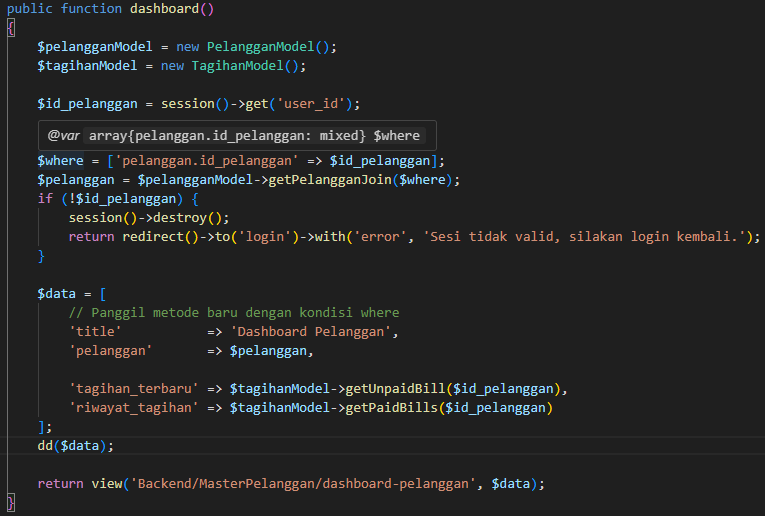 public function dashboard()
{
    $pelangganModel = new PelangganModel();
    $tagihanModel = new TagihanModel();
    $id_pelanggan = session()->get('user_id');
    @var array{pelanggan.id_pelanggan: mixed} $where
    $where = ['pelanggan.id_pelanggan' => $id_pelanggan];
    $pelanggan = $pelangganModel->getPelangganJoin($where);
    if (!$id_pelanggan) {
        session()->destroy();
        return redirect()->to('login')->with('error', 'Sesi tidak valid, silakan login kembali.');
    }
    $data = [
        // Panggil metode baru dengan kondisi where
        'title'           => 'Dashboard Pelanggan',
        'pelanggan'       => $pelanggan,
        'tagihan_terbaru' => $tagihanModel->getUnpaidBill($id_pelanggan),
        'riwayat_tagihan' => $tagihanModel->getPaidBills($id_pelanggan)
    ];
    dd($data);
    return view('Backend/MasterPelanggan/dashboard-pelanggan', $data);
}